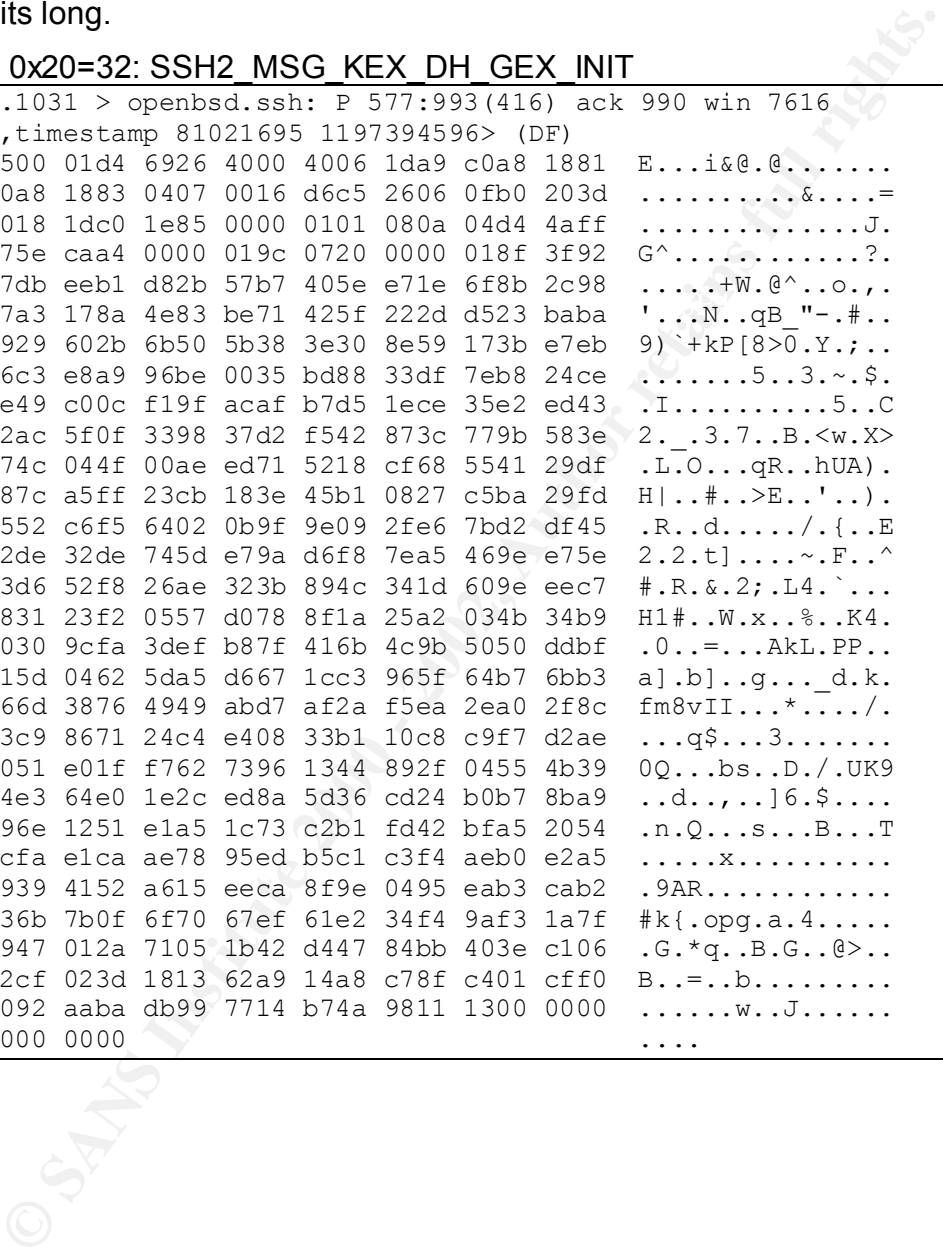 its long.
0x20=32: SSH2_MSG_KEX_DH_GEX_INIT
.1031 > openbsd.ssh: P 577:993(416) ack 990 win 7616
,timestamp 81021695 1197394596> (DF)
500 01d4 6926 4000 4006 1da9 c0a8 1881 E...i&@.@.......
0a8 1883 0407 0016 d6c5 2606 0fb0 203d ..........&....=
018 1dc0 1e85 0000 0101 080a 04d4 4aff ..............J.
75e caa4 0000 019c 0720 0000 018f 3f92 G^............?.
7db eeb1 d82b 57b7 405e e71e 6f8b 2c98 .....+W.@^..o.,.
7a3 178a 4e83 be71 425f 222d d523 baba '...N..qB_"-.#..
929 602b 6b50 5b38 3e30 8e59 173b e7eb 9)`+kP[8>0.Y.;..
6c3 e8a9 96be 0035 bd88 33df 7eb8 24ce .......5..3.~.$.
e49 c00c f19f acaf b7d5 1ece 35e2 ed43 .I..........5..C
2ac 5f0f 3398 37d2 f542 873c 779b 583e 2._.3.7..B.<w.X>
74c 044f 00ae ed71 5218 cf68 5541 29df .L.O...qR..hUA).
87c a5ff 23cb 183e 45b1 0827 c5ba 29fd H|..#..>E..'..).
552 c6f5 6402 0b9f 9e09 2fe6 7bd2 df45 .R..d...../.{..E
2de 32de 745d e79a d6f8 7ea5 469e e75e 2.2.t]....~.F..^
3d6 52f8 26ae 323b 894c 341d 609e eec7 #.R.&.2;.L4.`...
831 23f2 0557 d078 8f1a 25a2 034b 34b9 H1#..W.x..%..K4.
030 9cfa 3def b87f 416b 4c9b 5050 ddbf .0..=...AkL.PP..
15d 0462 5da5 d667 1cc3 965f 64b7 6bb3 a].b]..g..._d.k.
66d 3876 4949 abd7 af2a f5ea 2ea0 2f8c fm8vII...*..../.
3c9 8671 24c4 e408 33b1 10c8 c9f7 d2ae ...q$...3.......
051 e01f f762 7396 1344 892f 0455 4b39 0Q...bs..D./.UK9
4e3 64e0 1e2c ed8a 5d36 cd24 b0b7 8ba9 ..d..,..]6.$....
96e 1251 e1a5 1c73 c2b1 fd42 bfa5 2054 .n.Q...s...B...T
cfa e1ca ae78 95ed b5c1 c3f4 aeb0 e2a5 .....x..........
939 4152 a615 eeca 8f9e 0495 eab3 cab2 .9AR............
36b 7b0f 6f70 67ef 61e2 34f4 9af3 1a7f #k{.opg.a.4.....
947 012a 7105 1b42 d447 84bb 403e c106 .G.*q..B.G..@>..
2cf 023d 1813 62a9 14a8 c78f c401 cff0 B..=..b.........
092 aaba db99 7714 b74a 9811 1300 0000 ......w..J......
000 0000 ....
© SANS Institute 2000 - 2002, Author retains full rights.